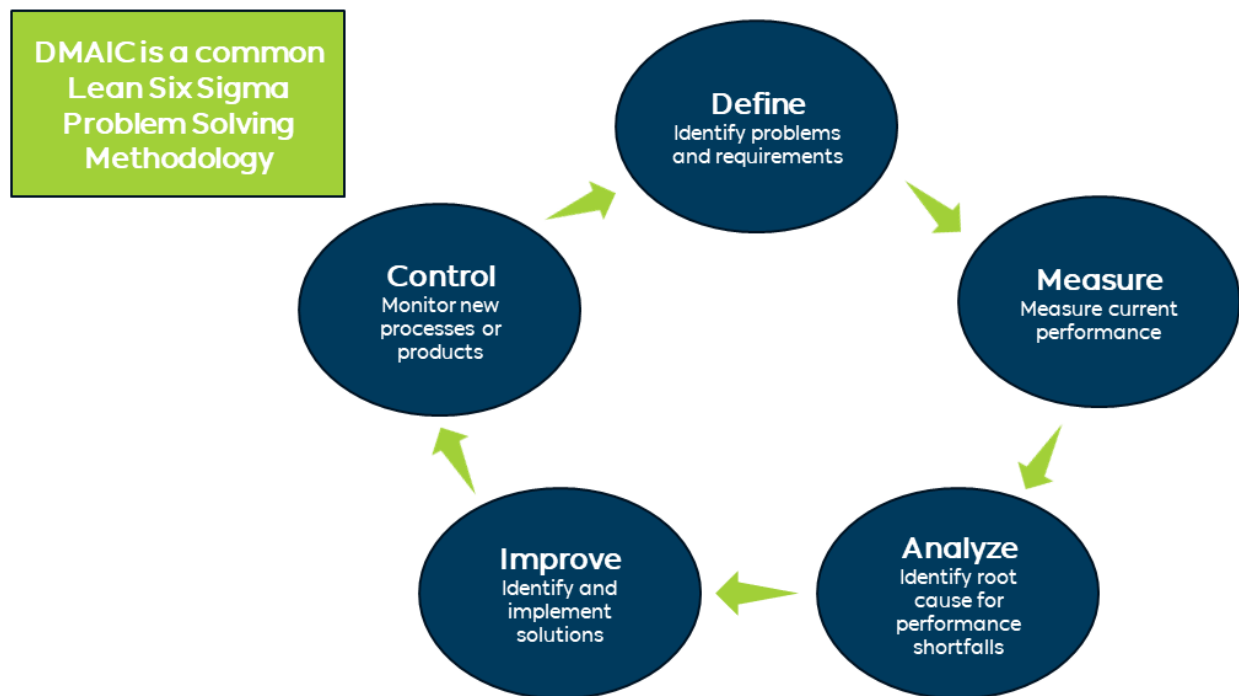 DMAIC is a common
Lean Six Sigma
Problem Solving
Methodology
Define
Identify problems
and requirements
Measure
Measure current
performance
Analyze
Identify root
cause for
performance
shortfalls
Improve
Identify and
implement
solutions
Control
Monitor new
processes or
products